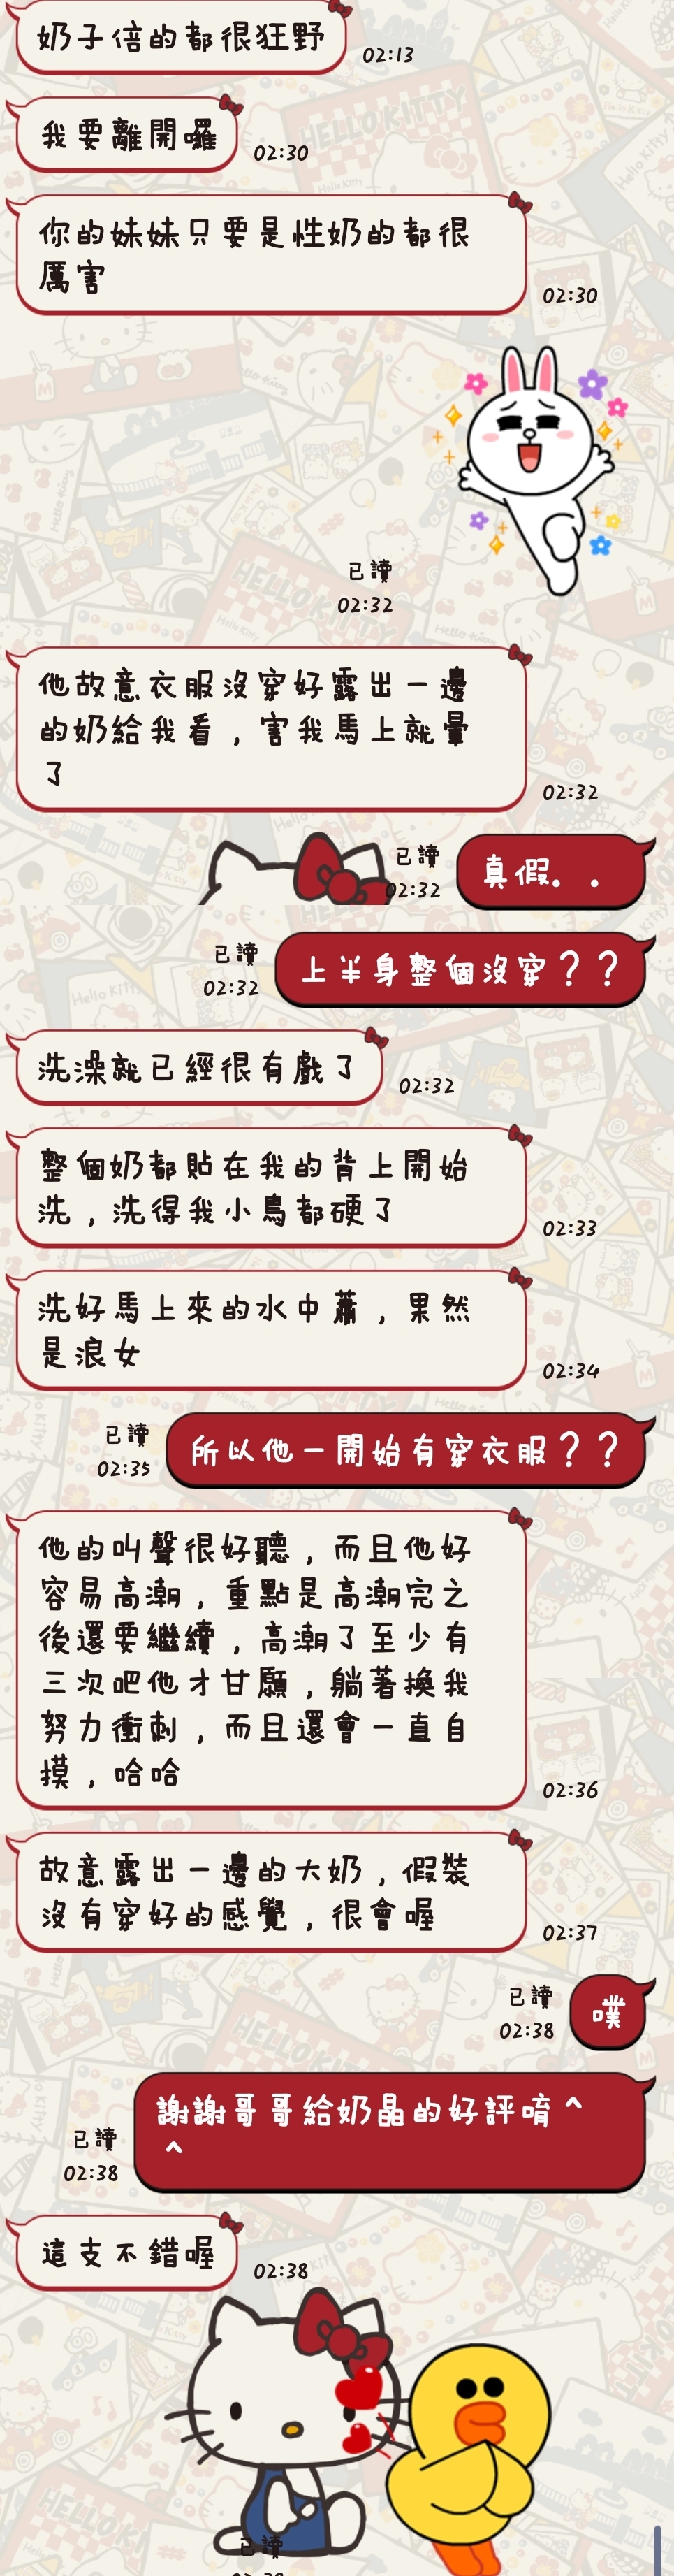 奶子倍的都很狂野
02:13
我要離開囉
02:30
你的妹妹只要是性奶的都很
厲害
02:30
已讀
02:32
他故意衣服沒穿好露出一邊
的奶給我看，害我馬上就暈
了
02:32
已讀
02:32
真假. .
已讀
02:32
上半身整個沒穿？？
洗澡就已經很有戲了
02:32
整個奶都貼在我的背上開始
洗，洗得我小鳥都硬了
02:33
洗好馬上來的水中蕭，果然
是浪女
02:34
已讀
02:35
所以他一開始有穿衣服？？
他的叫聲很好聽，而且他好
容易高潮，重點是高潮完之
後還要繼續，高潮了至少有
三次吧他才甘願，躺著換我
努力衝刺，而且還會一直自
摸，哈哈
02:36
故意露出一邊的大奶，假裝
沒有穿好的感覺，很會喔
02:37
已讀
02:38
噗
已讀
02:38
謝謝哥哥給奶晶的好評唷^
^
這支不錯喔
02:38
已讀
HELLO KITTY
Hello Kitty